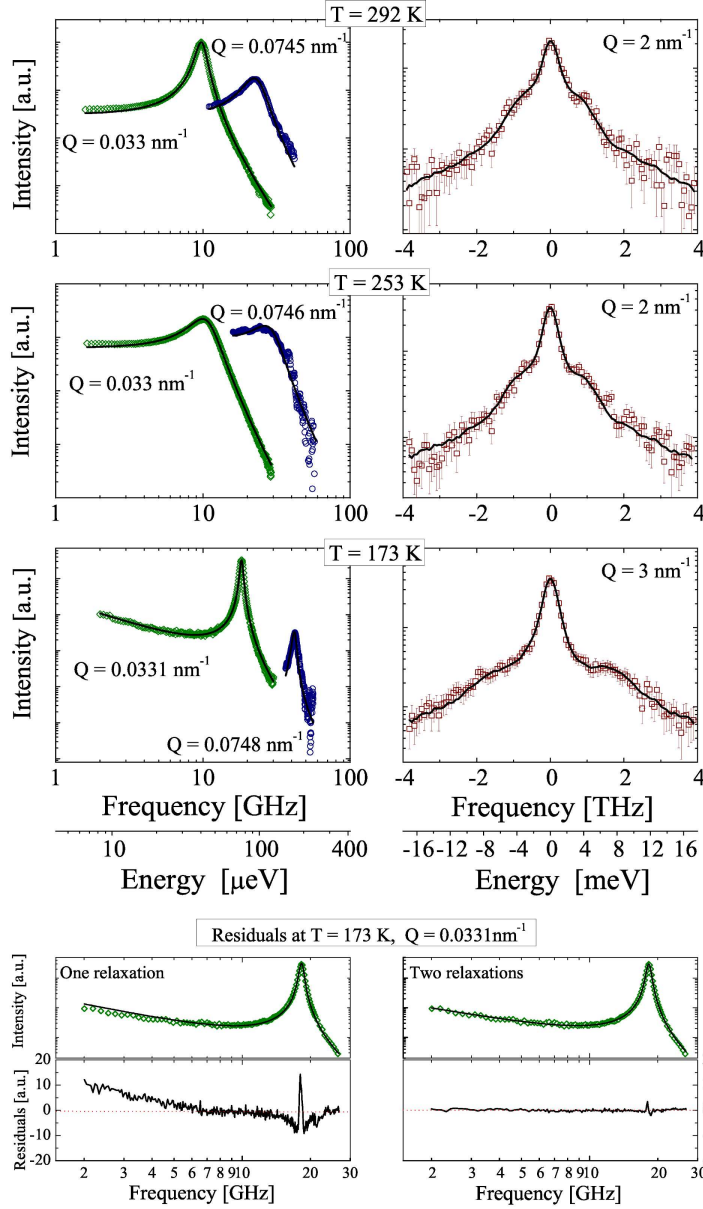 T = 292 K
Intensity [a.u.]
Q = 0.0745 nm⁻¹
Q = 0.033 nm⁻¹
Q = 2 nm⁻¹
1 10 100
-4 -2 0 2 4
T = 253 K
Intensity [a.u.]
Q = 0.0746 nm⁻¹
Q = 0.033 nm⁻¹
Q = 2 nm⁻¹
1 10 100
-4 -2 0 2 4
T = 173 K
Intensity [a.u.]
Q = 0.0331 nm⁻¹
Q = 0.0748 nm⁻¹
Q = 3 nm⁻¹
1 10 100
-4 -2 0 2 4
Frequency [GHz]
Frequency [THz]
10 100 400
-16 -12 -8 -4 0 4 8 12 16
Energy [μeV]
Energy [meV]
Residuals at T = 173 K, Q = 0.0331nm⁻¹
One relaxation
Two relaxations
Intensity [a.u.]
Intensity [a.u.]
20
10
0
-10
-20
Residuals [a.u.]
2 3 4 5 6 7 8 910 20 30
2 3 4 5 6 7 8 910 20 30
Frequency [GHz]
Frequency [GHz]